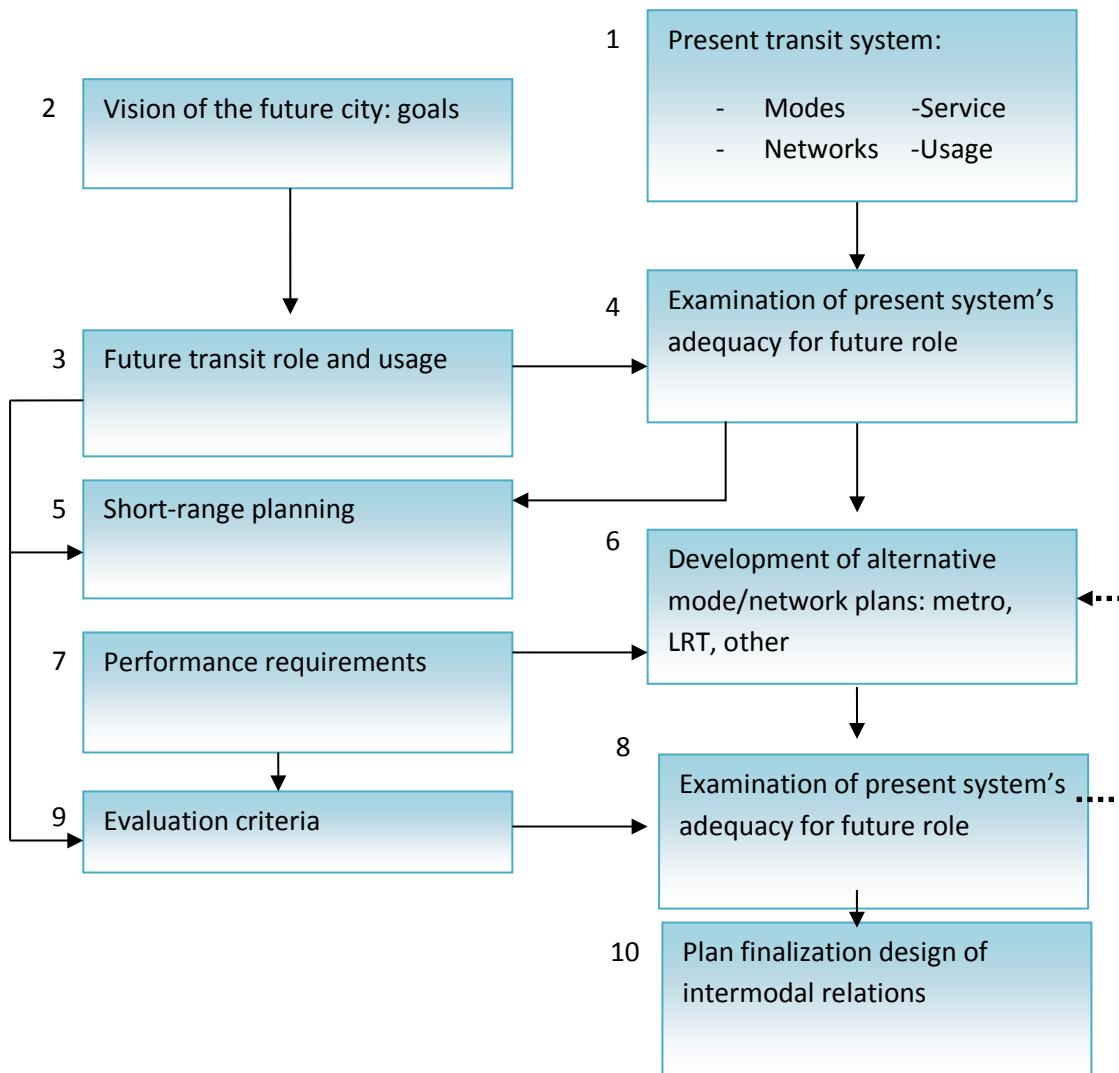 1
Present transit system:
- Modes -Service
- Networks -Usage
2
Vision of the future city: goals
3
Future transit role and usage
4
Examination of present system’s
adequacy for future role
5
Short-range planning
6
Development of alternative
mode/network plans: metro,
LRT, other
7
Performance requirements
8
Examination of present system’s
adequacy for future role
9
Evaluation criteria
10
Plan finalization design of
intermodal relations